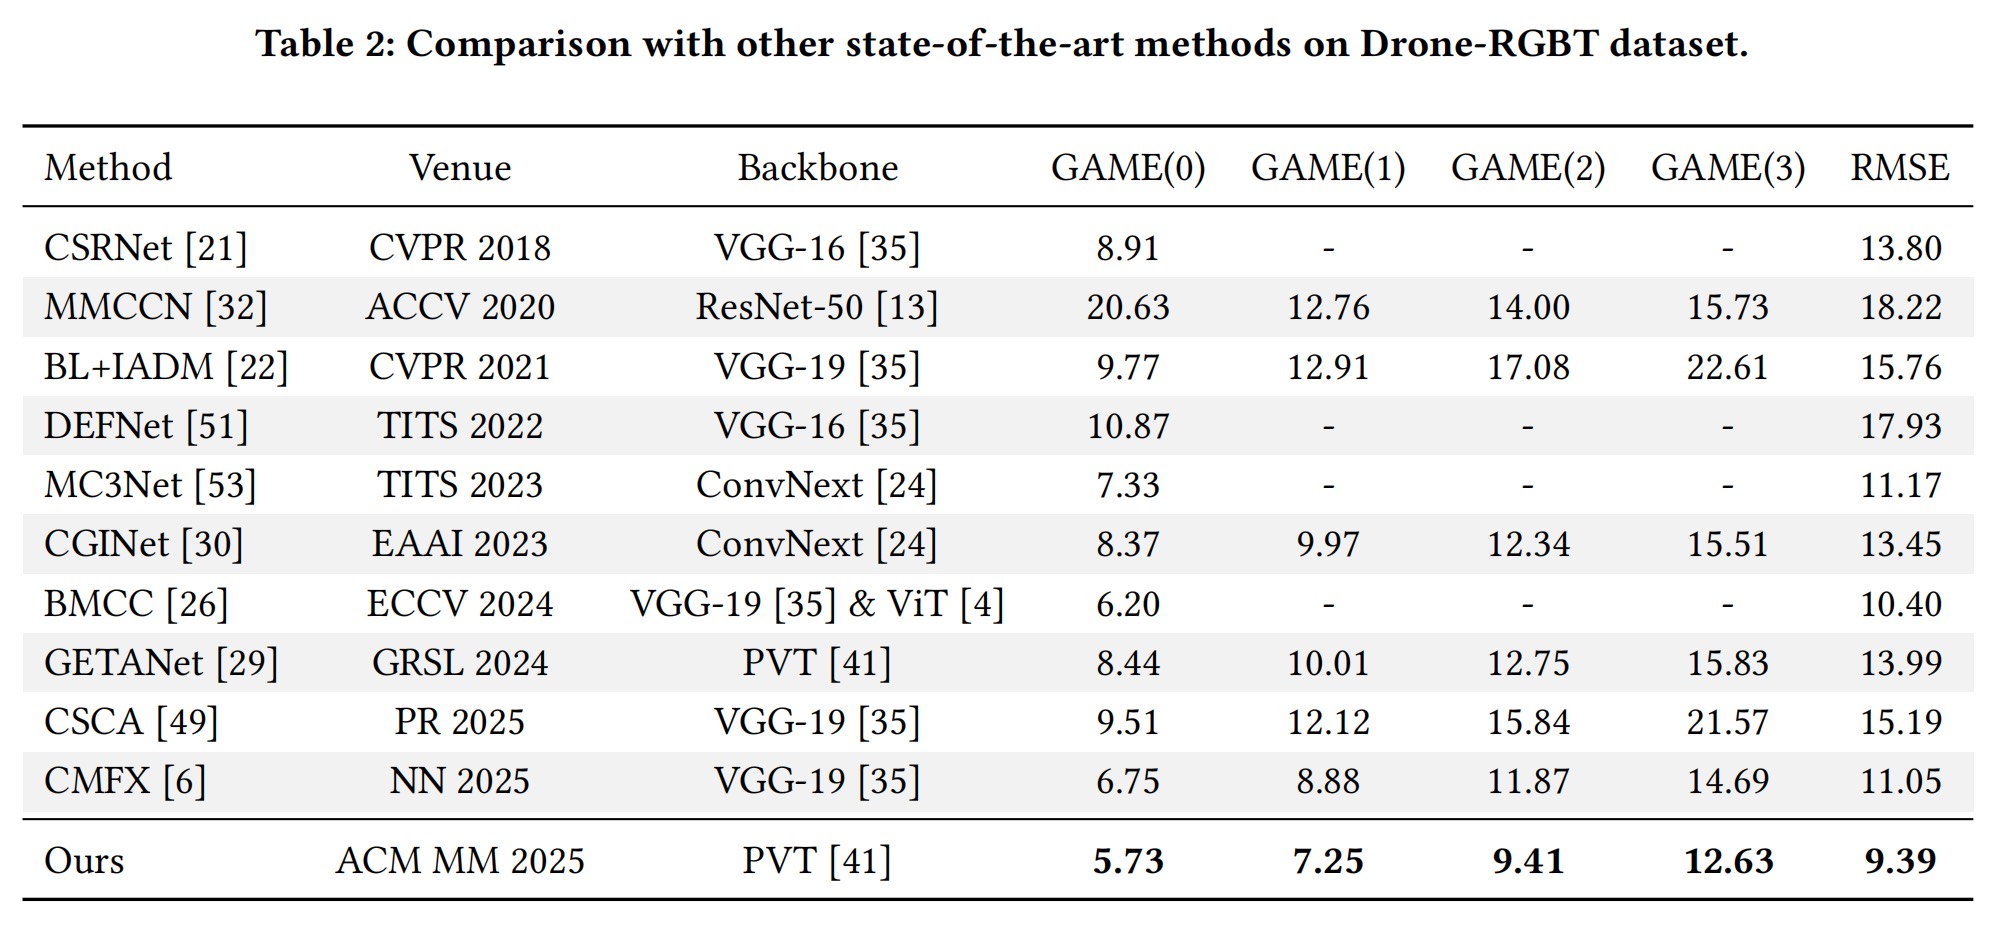 Table 2: Comparison with other state-of-the-art methods on Drone-RGBT dataset.
Method Venue Backbone GAME(0) GAME(1) GAME(2) GAME(3) RMSE
CSRNet [21] CVPR 2018 VGG-16 [35] 8.91 - - - 13.80
MMCCN [32] ACCV 2020 ResNet-50 [13] 20.63 12.76 14.00 15.73 18.22
BL+IADM [22] CVPR 2021 VGG-19 [35] 9.77 12.91 17.08 22.61 15.76
DEFNet [51] TITS 2022 VGG-16 [35] 10.87 - - - 17.93
MC3Net [53] TITS 2023 ConvNext [24] 7.33 - - - 11.17
CGINet [30] EAAI 2023 ConvNext [24] 8.37 9.97 12.34 15.51 13.45
BMCC [26] ECCV 2024 VGG-19 [35] & ViT [4] 6.20 - - - 10.40
GETANet [29] GRSL 2024 PVT [41] 8.44 10.01 12.75 15.83 13.99
CSCA [49] PR 2025 VGG-19 [35] 9.51 12.12 15.84 21.57 15.19
CMFX [6] NN 2025 VGG-19 [35] 6.75 8.88 11.87 14.69 11.05
Ours ACM MM 2025 PVT [41] 5.73 7.25 9.41 12.63 9.39